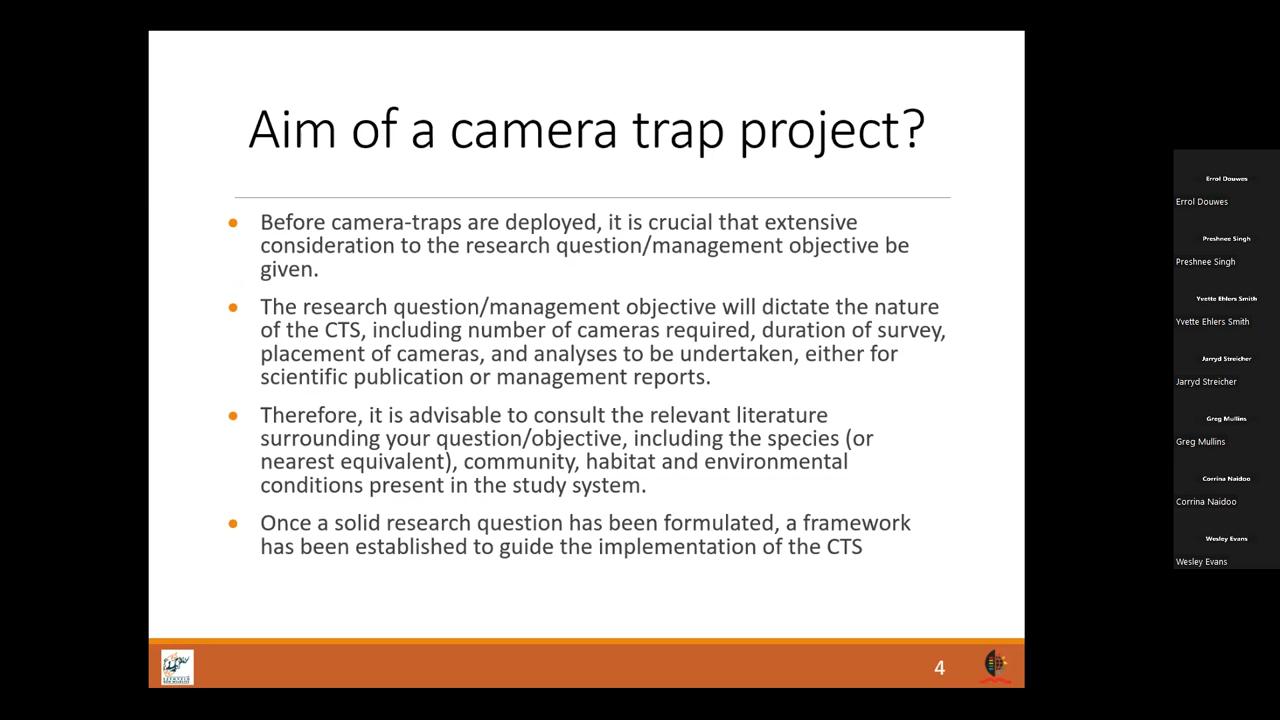 Aim of a camera trap project?
Before camera-traps are deployed, it is crucial that extensive
consideration to the research question/management objective be
given.
The research question/management objective will dictate the nature
of the CTS, including number of cameras required, duration of survey,
placement of cameras, and analyses to be undertaken, either for
scientific publication or management reports.
Therefore, it is advisable to consult the relevant literature
surrounding your question/objective, including the species (or
nearest equivalent), community, habitat and environmental
conditions present in the study system.
Once a solid research question has been formulated, a framework
has been established to guide the implementation of the CTS
4
Errol Douwes
Errol Douwes
Preshnee Singh
Preshnee Singh
Yvette Ehlers Smith
Yvette Ehlers Smith
Jarryd Streicher
Jarryd Streicher
Greg Mullins
Greg Mullins
Corrina Naidoo
Corrina Naidoo
Wesley Evans
Wesley Evans